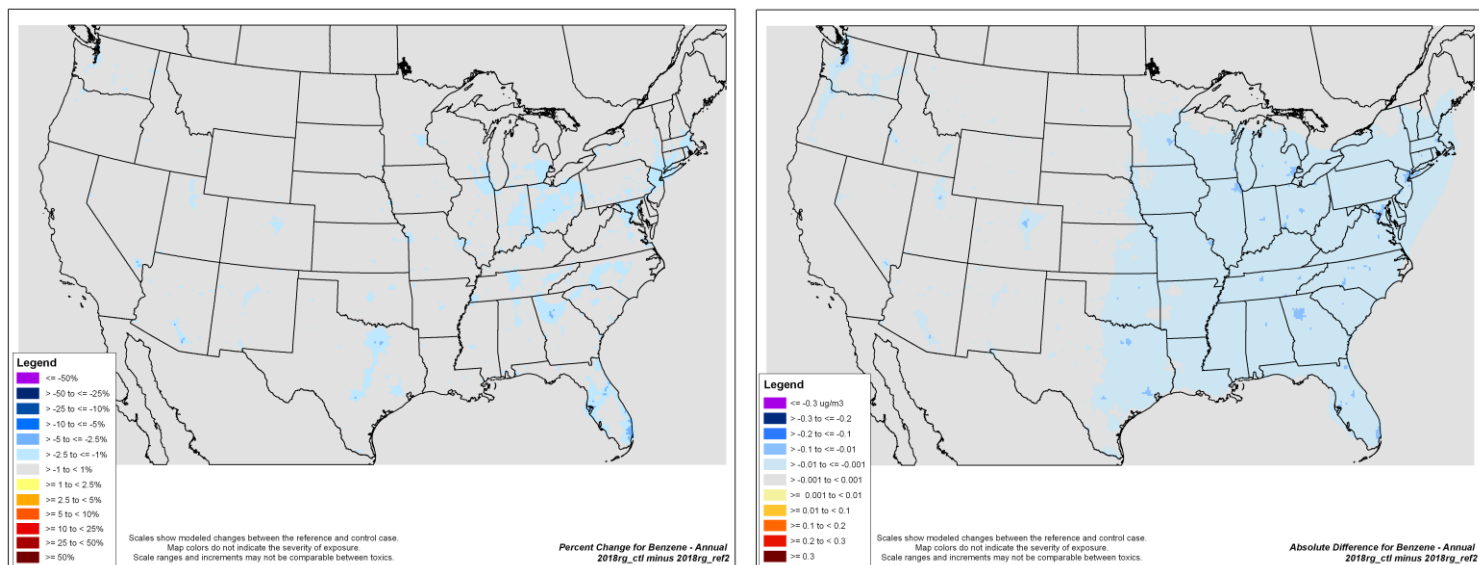 Legend
<= -50%
> -50 to <= -25%
> -25 to <= -10%
> -10 to <= -5%
> -5 to <= -2.5%
> -2.5 to <= -1%
> -1 to < 1%
>= 1 to < 2.5%
>= 2.5 to < 5%
>= 5 to < 10%
>= 10 to < 25%
>= 25 to < 50%
>= 50%
Scales show modeled changes between the reference and control case.
Map colors do not indicate the severity of exposure.
Scale ranges and increments may not be comparable between toxics.
Percent Change for Benzene - Annual
2018rg_ctl minus 2018rg_ref2
Legend
<= -0.3 ug/m3
> -0.3 to <= -0.2
> -0.2 to <= -0.1
> -0.1 to <= -0.01
> -0.01 to <= -0.001
> -0.001 to < 0.001
>= 0.001 to < 0.01
>= 0.01 to < 0.1
>= 0.1 to < 0.2
>= 0.2 to < 0.3
>= 0.3
Scales show modeled changes between the reference and control case.
Map colors do not indicate the severity of exposure.
Scale ranges and increments may not be comparable between toxics.
Absolute Difference for Benzene - Annual
2018rg_ctl minus 2018rg_ref2